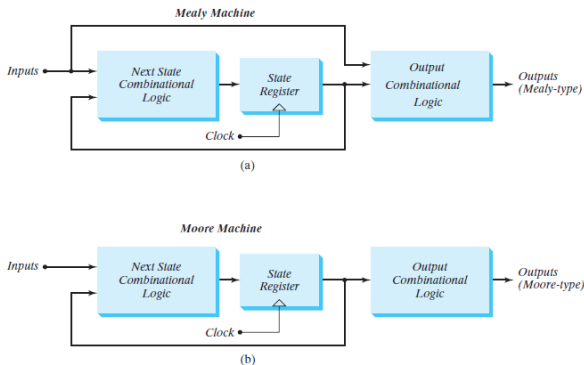 Mealy Machine
Inputs
Next State
Combinational
Logic
State
Register
Output
Combinational
Logic
Outputs
(Mealy-type)
Clock
(a)
Moore Machine
Inputs
Next State
Combinational
Logic
State
Register
Output
Combinational
Logic
Outputs
(Moore-type)
Clock
(b)